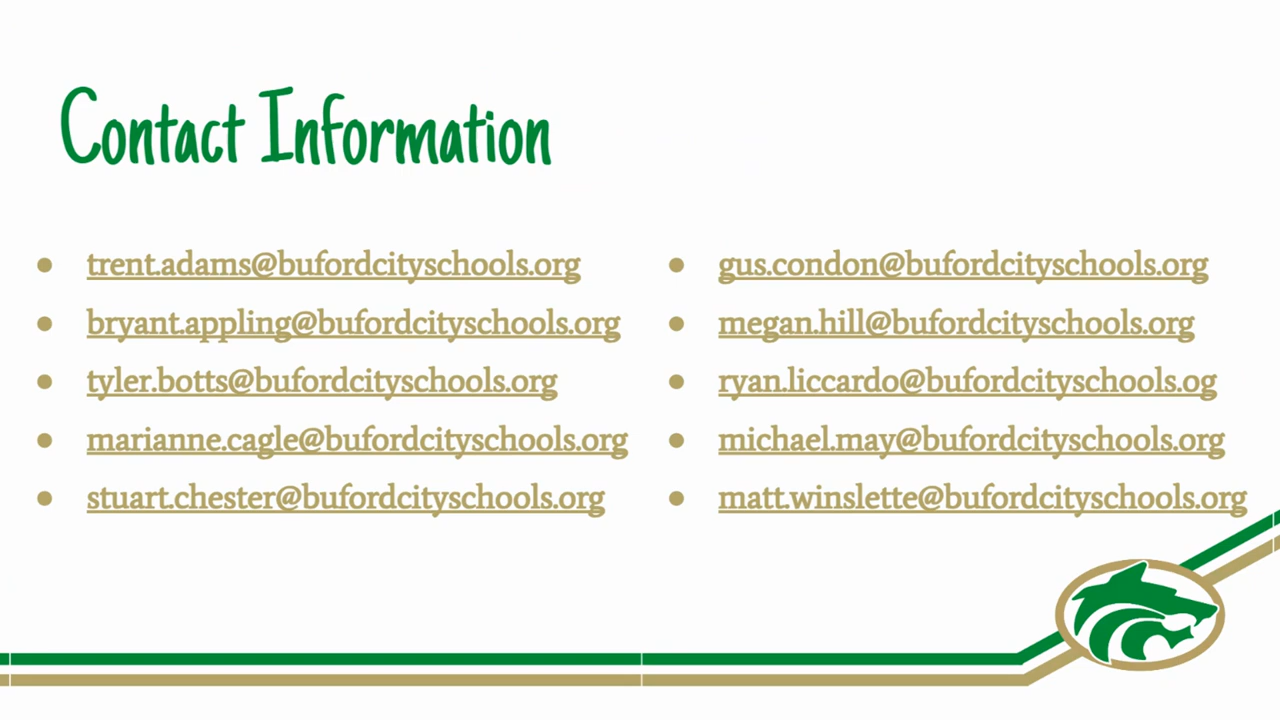 Contact Information
● trent.adams@bufordcityschools.org
● bryant.appling@bufordcityschools.org
● tyler.botts@bufordcityschools.org
● marianne.cagle@bufordcityschools.org
● stuart.chester@bufordcityschools.org
● gus.condon@bufordcityschools.org
● megan.hill@bufordcityschools.org
● ryan.liccardo@bufordcityschools.og
● michael.may@bufordcityschools.org
● matt.winslette@bufordcityschools.org